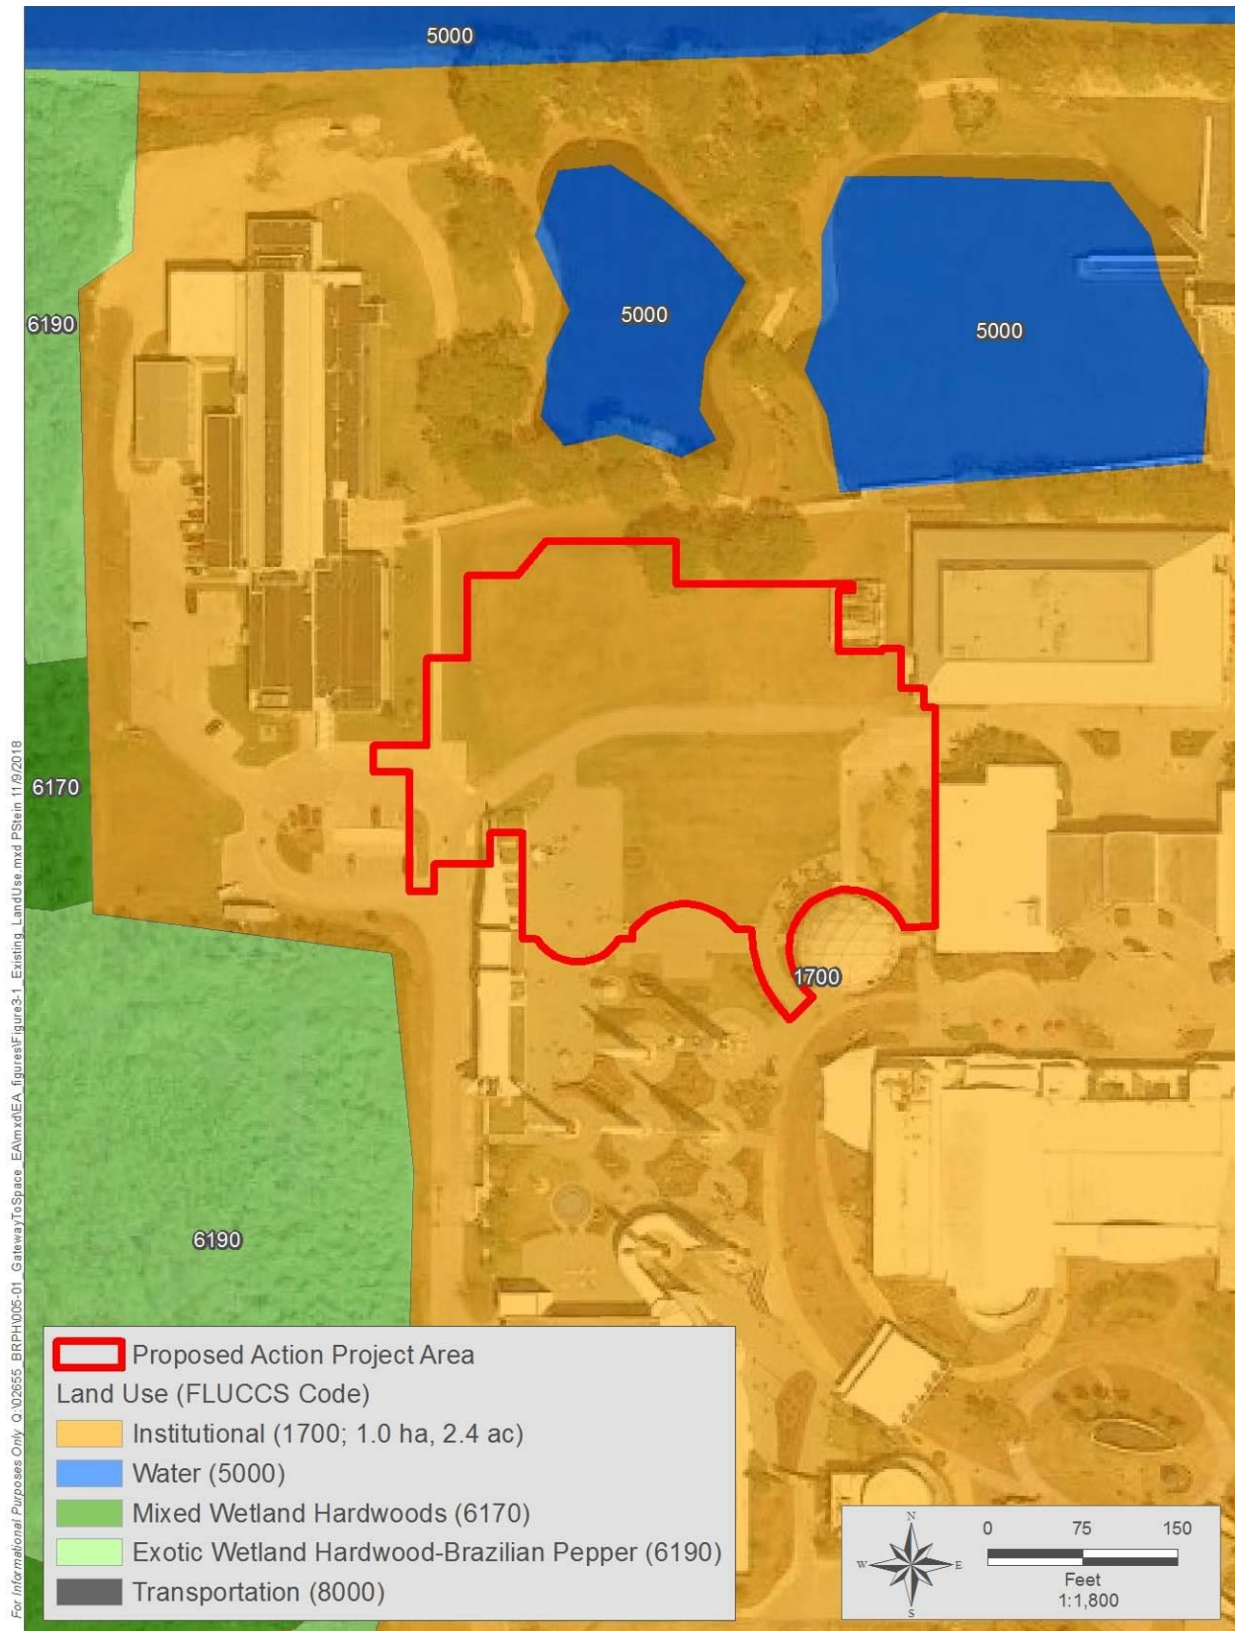 5000
5000
5000
6190
6170
1700
6190
Proposed Action Project Area
Land Use (FLUCCS Code)
Institutional (1700; 1.0 ha, 2.4 ac)
Water (5000)
Mixed Wetland Hardwoods (6170)
Exotic Wetland Hardwood-Brazilian Pepper (6190)
Transportation (8000)
N
W
E
S
0 75 150
Feet
1:1,800
For Informational Purposes Only Q:\02655_BRPH\005-01_GatewayToSpace_EA\mxd\EA_figures\Figure3-1_Existing_LandUse.mxd PStein 11/9/2018